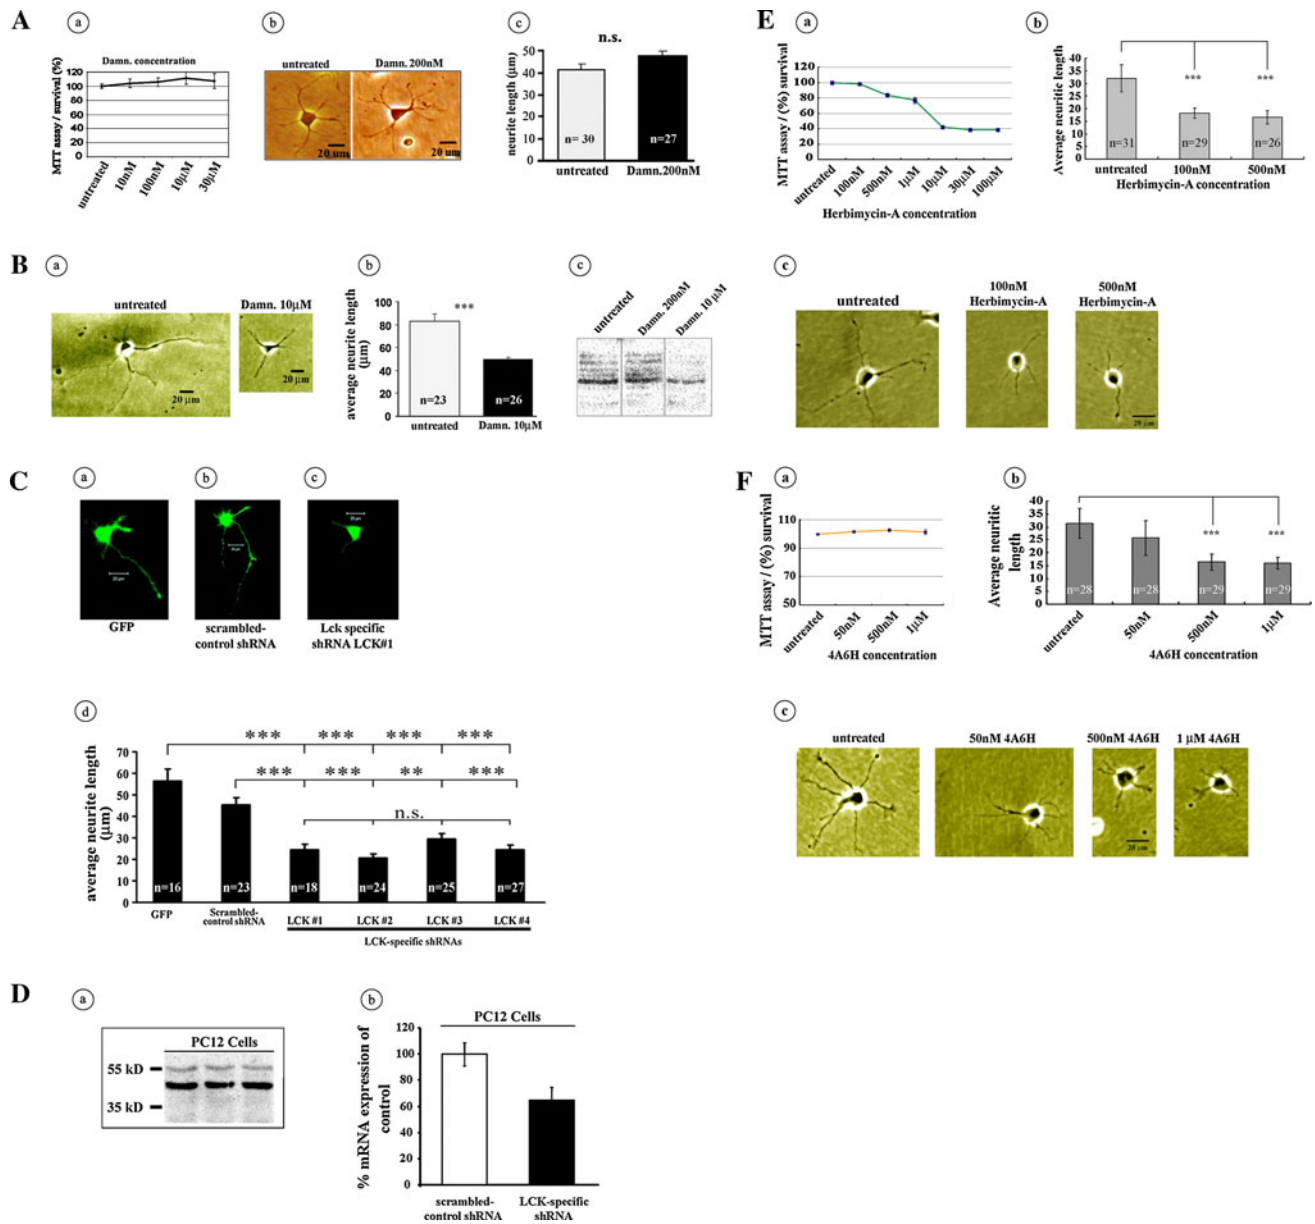 A
a
Damn. concentration
MTT assay / survival (%)
120
100
80
60
40
20
0
untreated
10nM
100nM
10µM
30µM
b
untreated
Damn. 200nM
20 um
20 um
c
n.s.
neurite length (µm)
50
40
30
20
10
0
n= 30
n=27
untreated
Damn.200nM
B
a
untreated
Damn. 10µM
20 µm
20 µm
b
average neurite length
(µm)
100
80
60
40
20
0
***
n=23
n=26
untreated
Damn. 10µM
c
untreated
Damn. 200nM
Damn. 10 µM
C
a
GFP
b
scrambled-
control shRNA
c
Lck specific
shRNA LCK#1
d
*** *** *** ***
*** *** ** ***
n.s.
average neurite length
(µm)
70
60
50
40
30
20
10
0
n=16
n=23
n=18
n=24
n=25
n=27
GFP
Scrambled-
control shRNA
LCK #1
LCK #2
LCK #3
LCK #4
LCK-specific shRNAs
D
a
PC12 Cells
55 kD
35 kD
b
PC12 Cells
% mRNA expression of
control
120
100
80
60
40
20
0
scrambled-
control shRNA
LCK-specific
shRNA
E
a
MTT assay / (%) survival
120
100
80
60
40
20
0
untreated
100nM
500nM
1µM
10µM
30µM
100µM
Herbimycin-A concentration
b
Average neuritic length
40
35
30
25
20
15
10
5
0
***
***
n=31
n=29
n=26
untreated
100nM
500nM
Herbimycin-A concentration
c
untreated
100nM
Herbimycin-A
500nM
Herbimycin-A
20 µm
F
a
MTT assay / (%) survival
110
90
70
50
untreated
50nM
500nM
1µM
4A6H concentration
b
Average neuritic
length
40
35
30
25
20
15
10
5
0
***
***
n=28
n=28
n=29
n=29
untreated
50nM
500nM
1µM
4A6H concentration
c
untreated
50nM 4A6H
500nM 4A6H
1 µM 4A6H
20 µm